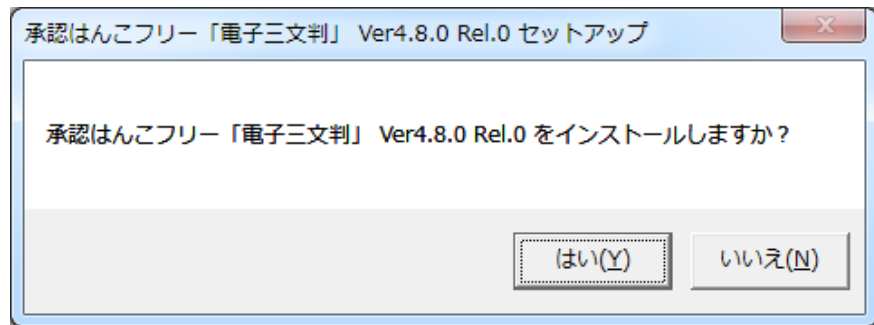 承認はんこフリー「電子三文判」 Ver4.8.0 Rel.0 セットアップ
承認はんこフリー「電子三文判」 Ver4.8.0 Rel.0 をインストールしますか？
はい(Y)
いいえ(N)